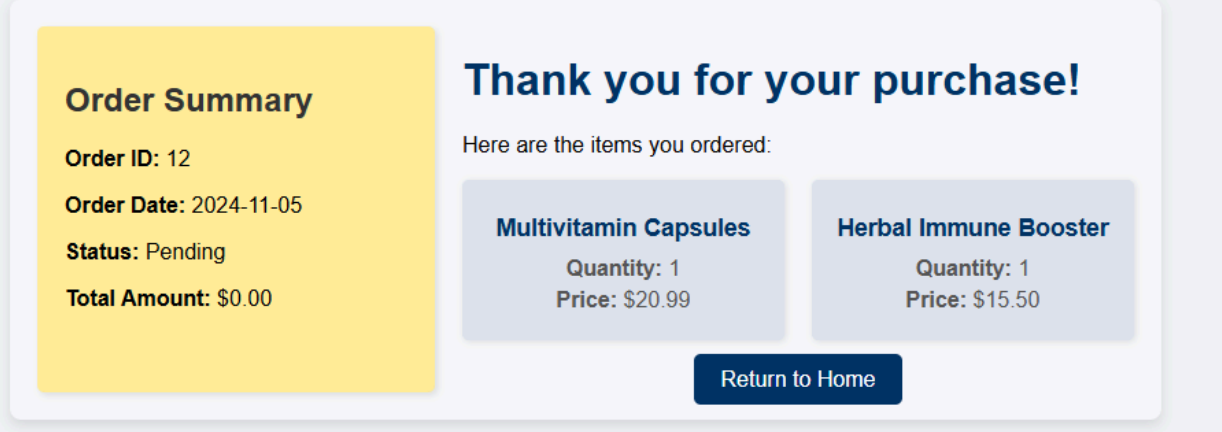 Order Summary
Order ID: 12
Order Date: 2024-11-05
Status: Pending
Total Amount: $0.00
Thank you for your purchase!
Here are the items you ordered:
Multivitamin Capsules
Quantity: 1
Price: $20.99
Herbal Immune Booster
Quantity: 1
Price: $15.50
Return to Home